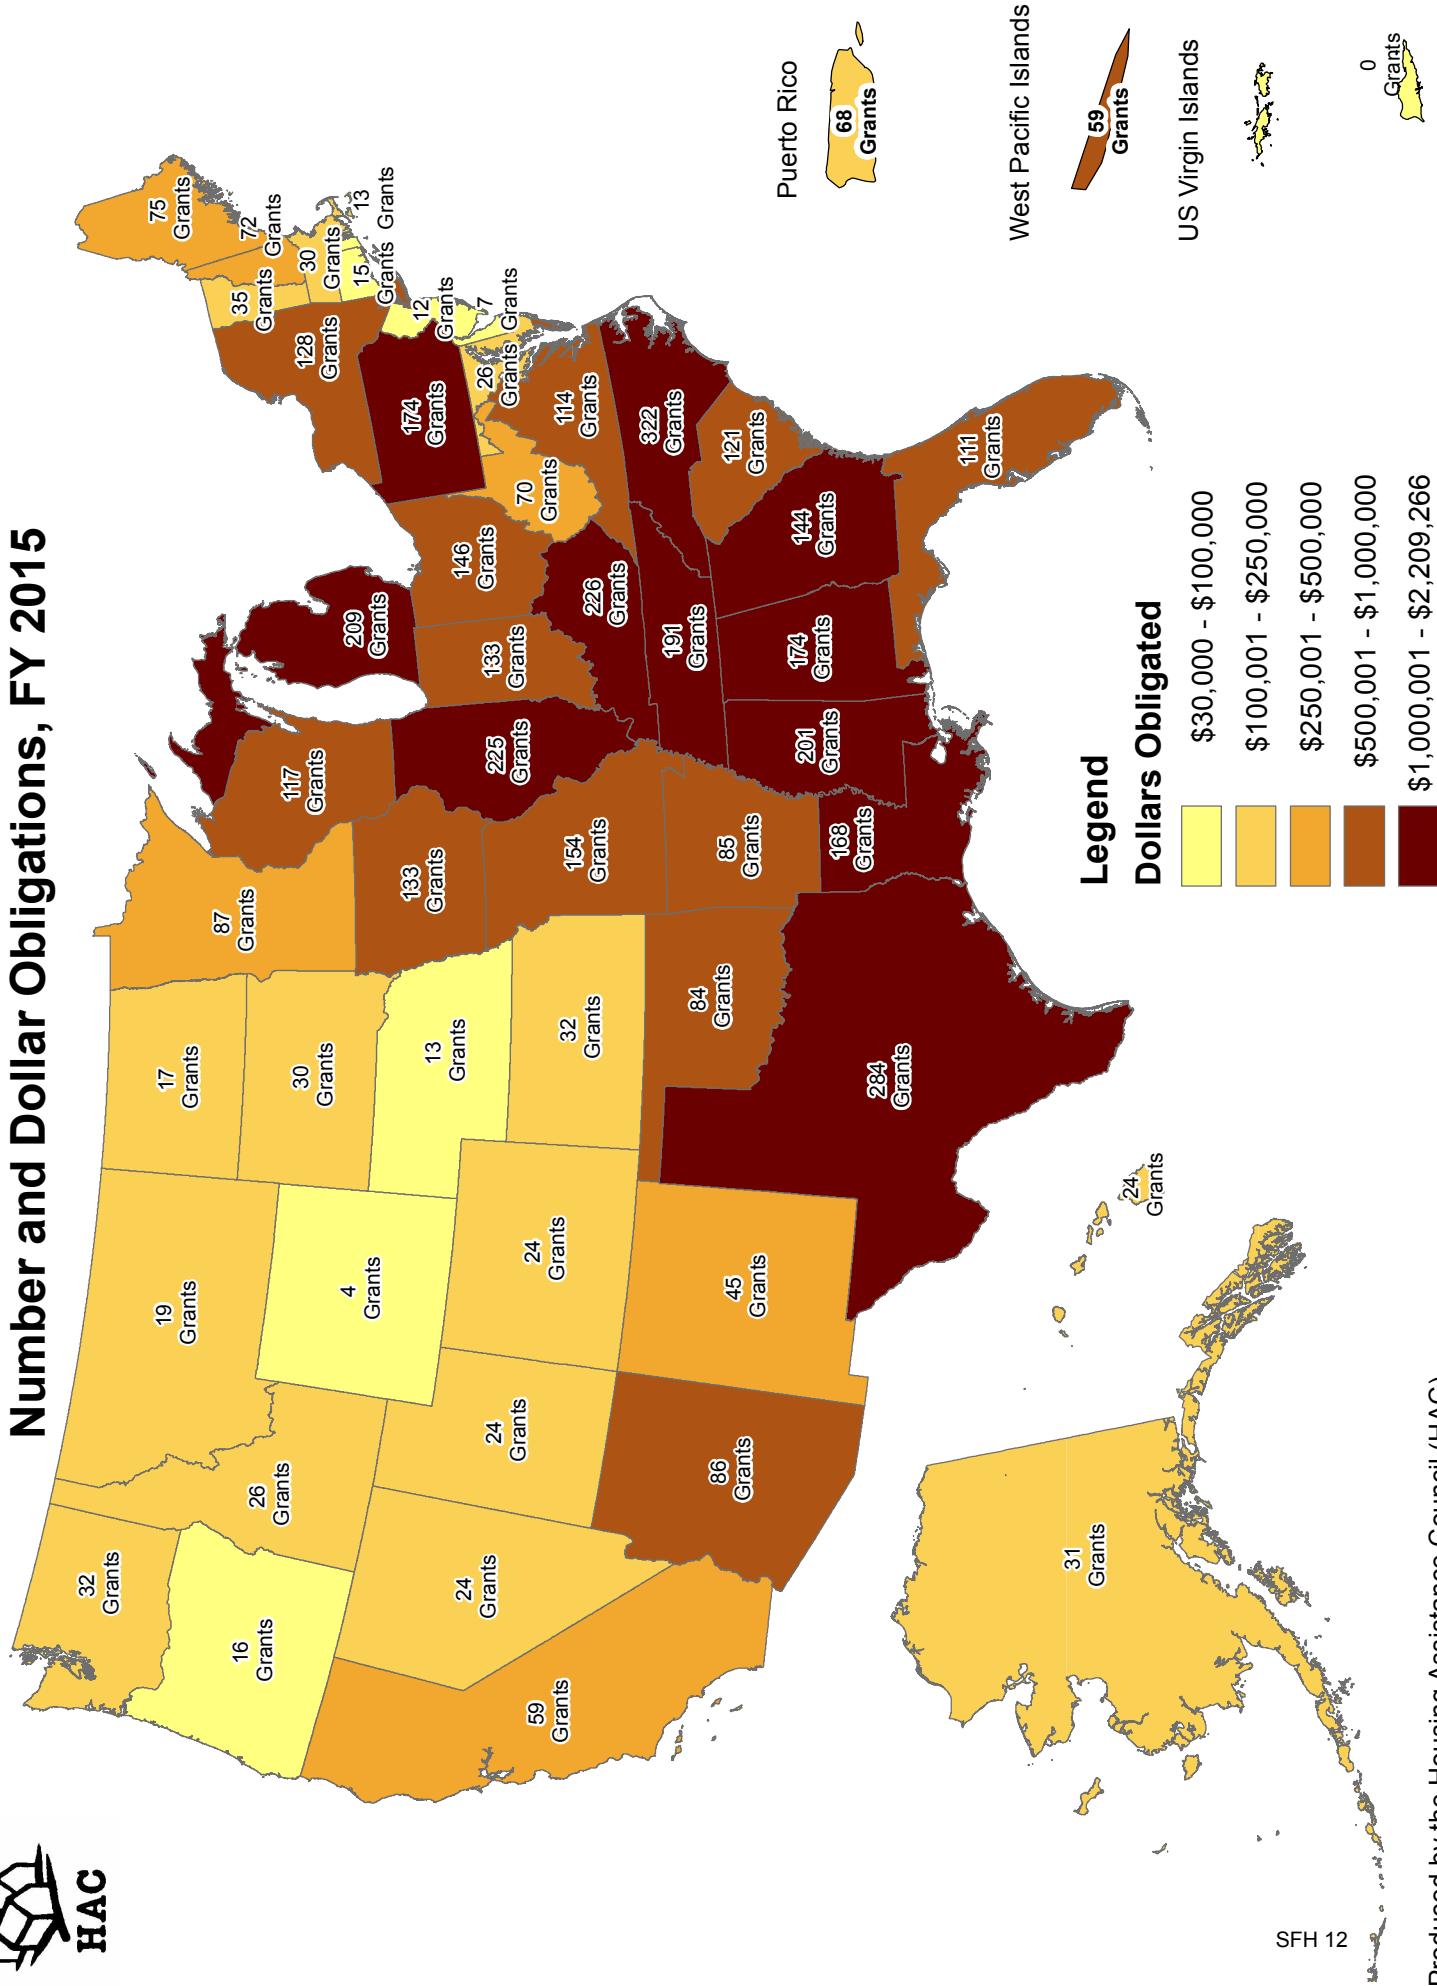 HAC
Number and Dollar Obligations, FY 2015
32
Grants
16
Grants
59
Grants
26
Grants
24
Grants
19
Grants
4
Grants
24
Grants
24
Grants
86
Grants
45
Grants
17
Grants
30
Grants
13
Grants
32
Grants
84
Grants
284
Grants
87
Grants
133
Grants
154
Grants
85
Grants
168
Grants
117
Grants
225
Grants
209
Grants
133
Grants
146
Grants
226
Grants
191
Grants
201
Grants
174
Grants
144
Grants
111
Grants
121
Grants
322
Grants
114
Grants
70
Grants
174
Grants
128
Grants
26
Grants
7
Grants
12
Grants
15
Grants
13
Grants
30
Grants
35
Grants
72
Grants
75
Grants
31
Grants
24
Grants
Puerto Rico
68
Grants
West Pacific Islands
59
Grants
US Virgin Islands
0
Grants
Legend
Dollars Obligated
$30,000 - $100,000
$100,001 - $250,000
$250,001 - $500,000
$500,001 - $1,000,000
$1,000,001 - $2,209,266
Produced by the Housing Assistance Council (HAC)
SFH 12